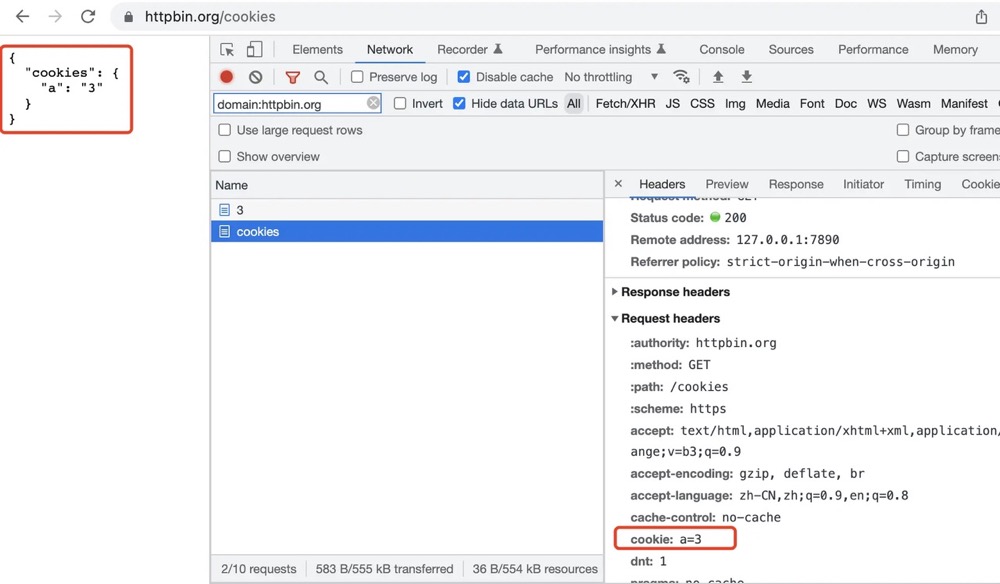 httpbin.org/cookies
{
"cookies": {
"a": "3"
}
}
Elements Network Recorder Performance insights Console Sources Performance Memory
Preserve log Disable cache No throttling
domain:httpbin.org Invert Hide data URLs All Fetch/XHR JS CSS Img Media Font Doc WS Wasm Manifest
Use large request rows Group by frame
Show overview Capture screen
Name
3
cookies
× Headers Preview Response Initiator Timing Cookie
Request method: GET
Status code: 200
Remote address: 127.0.0.1:7890
Referrer policy: strict-origin-when-cross-origin
Response headers
Request headers
:authority: httpbin.org
:method: GET
:path: /cookies
:scheme: https
accept: text/html,application/xhtml+xml,application/
ange;v=b3;q=0.9
accept-encoding: gzip, deflate, br
accept-language: zh-CN,zh;q=0.9,en;q=0.8
cache-control: no-cache
cookie: a=3
dnt: 1
pragma: no-cache
2/10 requests 583 B/555 kB transferred 36 B/554 kB resources